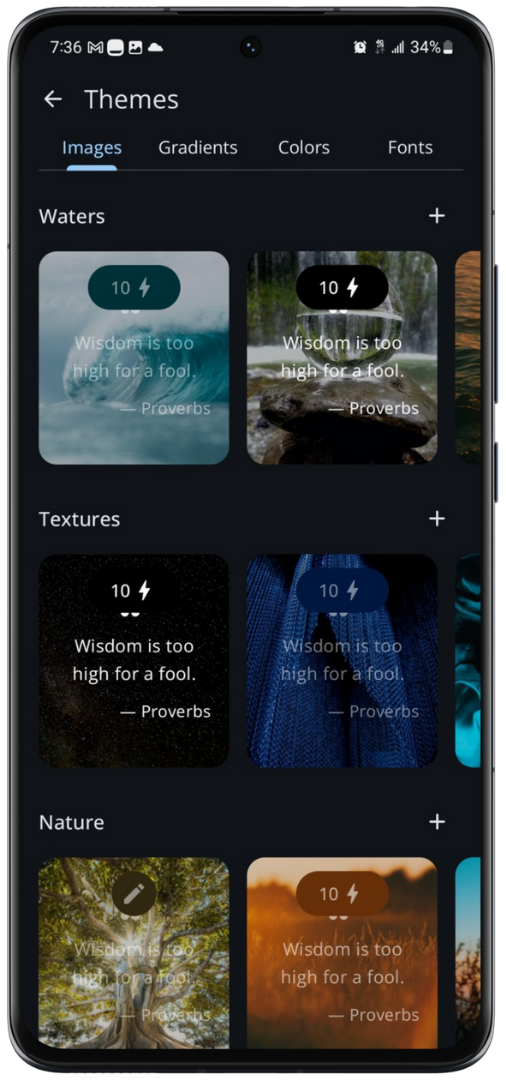 7:36 34%
Themes
Images Gradients Colors Fonts
Waters +
10 10
Wisdom is too
high for a fool.
— Proverbs
Wisdom is too
high for a fool.
— Proverbs
Textures +
10 10
Wisdom is too
high for a fool.
— Proverbs
Wisdom is too
high for a fool.
— Proverbs
Nature +
10
Wisdom is too
high for a fool.
— Proverbs
Wisdom is too
high for a fool.
— Proverbs